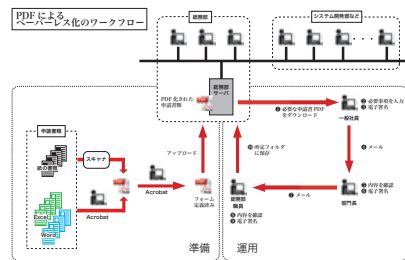 PDF による
ペーパーレス化のワークフロー
総務部
システム開発部など
総務部
サーバ
PDF 化された
申請書類
❶ 必要な申請書 PDF
をダウンロード
❷ 必要事項を入力
❸ 電子署名
一般社員
申請書類
スキャナ
紙の書類
アップロード
❿ 所定フォルダ
に保存
❹ メール
Acrobat
Acrobat
フォーム
定義済み
Excel
Word
❼ メール
❺ 内容を確認
❻ 電子署名
部門長
総務部
職員
❽ 内容を確認
❾ 電子署名
準備
運用